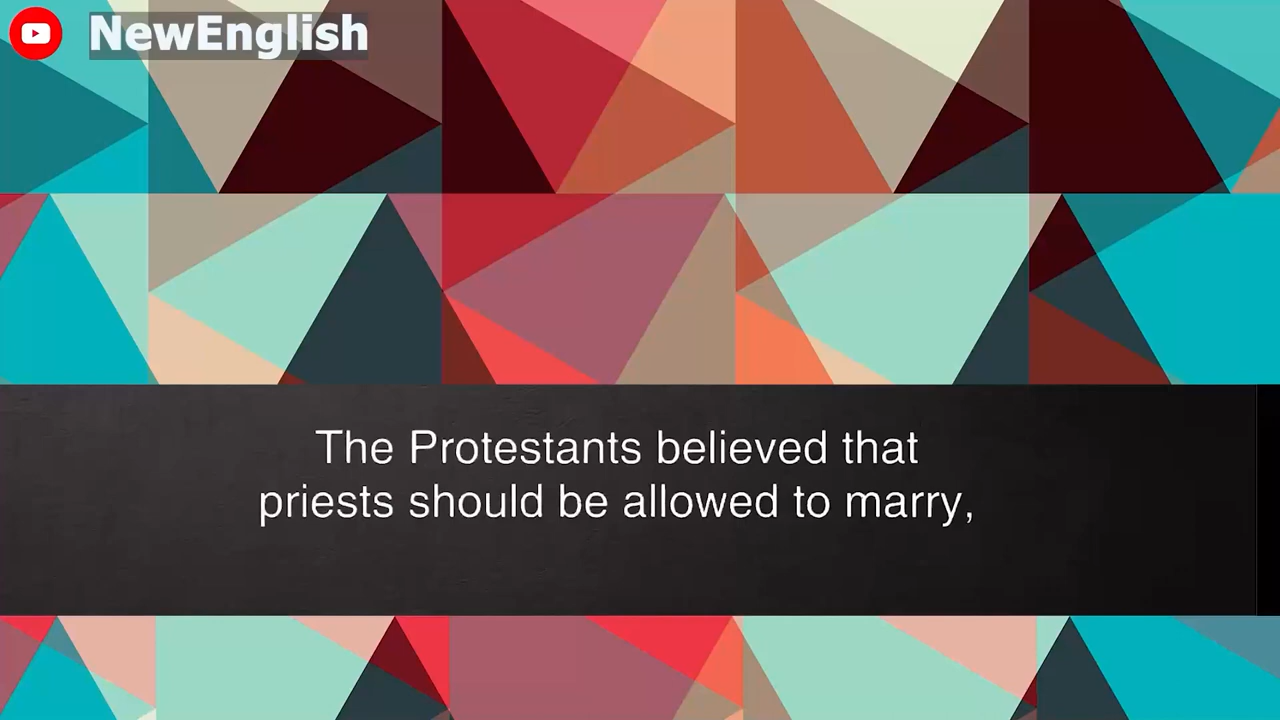 NewEnglish
The Protestants believed that
priests should be allowed to marry,